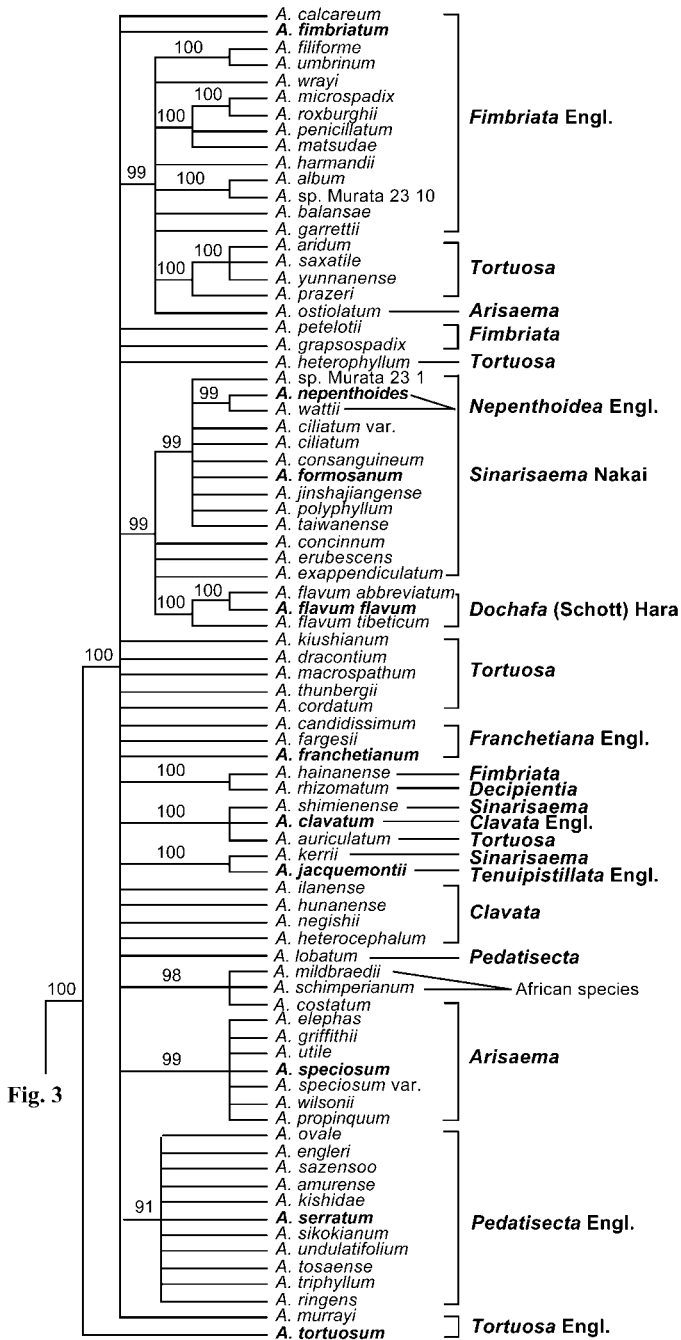 A. calcareum
A. fimbriatum
100 A. filiforme
A. umbrinum
A. wrayi
100 A. microspadix
A. roxburghii
Fimbriata Engl.
100 A. penicillatum
A. matsudae
99 A. harmandii
100 A. album
A. sp. Murata 23 10
A. balansae
A. garrettii
100 A. aridum
A. saxatile
Tortuosa
100 A. yunnanense
A. prazeri
A. ostiolatum Arisaema
A. petelotii
Fimbriata
A. grapsospadix
A. heterophyllum Tortuosa
A. sp. Murata 23 1
99 A. nepenthoides
A. wattii Nepenthoidea Engl.
A. ciliatum var.
99 A. ciliatum
A. consanguineum
A. formosanum Sinarisaema Nakai
A. jinshajiangense
A. polyphyllum
99 A. taiwanense
A. concinnum
A. erubescens
A. exappendiculatum
100 A. flavum abbreviatum
100 A. flavum flavum Dochafa (Schott) Hara
A. flavum tibeticum
A. kiushianum
100 A. dracontium
A. macrospathum Tortuosa
A. thunbergii
A. cordatum
A. candidissimum
A. fargesii Franchetiana Engl.
A. franchetianum
100 A. hainanense Fimbriata
A. rhizomatum Decipientia
100 A. shimienense Sinarisaema
A. clavatum Clavata Engl.
A. auriculatum Tortuosa
100 A. kerrii Sinarisaema
A. jacquemontii Tenuipistillata Engl.
A. ilanense
A. hunanense
Clavata
A. negishii
A. heterocephalum
A. lobatum Pedatisecta
98 A. mildbraedii
100 A. schimperianum African species
A. costatum
A. elephas
A. griffithii
99 A. utile Arisaema
A. speciosum
Fig. 3 A. speciosum var.
A. wilsonii
A. propinquum
A. ovale
A. engleri
A. sazensoo
A. amurense
91 A. kishidae
A. serratum Pedatisecta Engl.
A. sikokianum
A. undulatifolium
A. tosaense
A. triphyllum
A. ringens
A. murrayi
Tortuosa Engl.
A. tortuosum